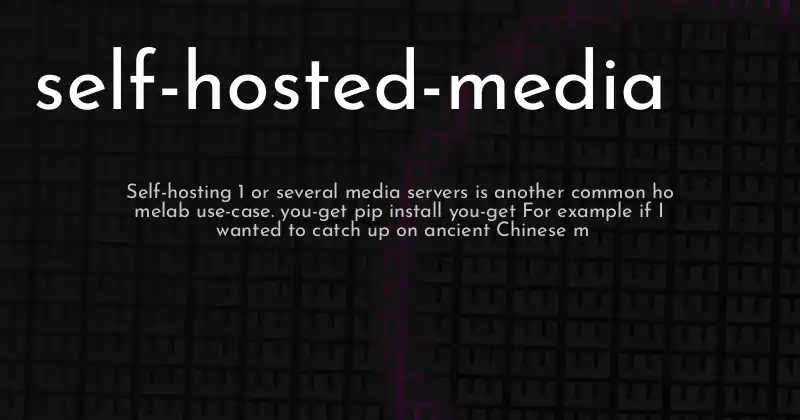 self-hosted-media
Self-hosting 1 or several media servers is another common ho
melab use-case. you-get pip install you-get For example if I
wanted to catch up on ancient Chinese m